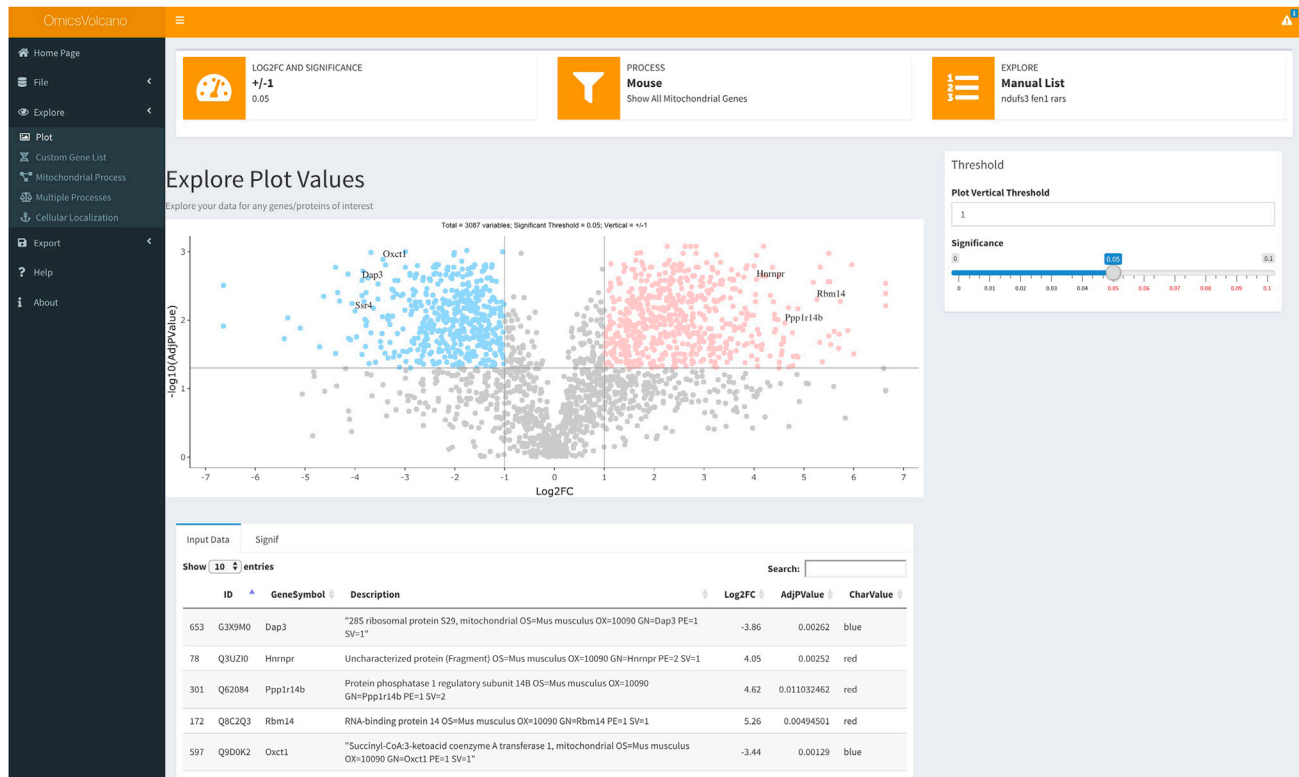 OmicsVolcano
1
Home Page
File
Explore
Plot
Custom Gene List
Mitochondrial Process
Multiple Processes
Cellular Localization
Export
Help
About
LOG2FC AND SIGNIFICANCE
+/-1
0.05
PROCESS
Mouse
Show All Mitochondrial Genes
1
2
3
EXPLORE
Manual List
ndufs3 fen1 rars
Explore Plot Values
Explore your data for any genes/proteins of interest
Threshold
Plot Vertical Threshold
1
Significance
0 0.05 0.1
0 0.01 0.02 0.03 0.04 0.05 0.06 0.07 0.08 0.09 0.1
Total = 3087 variables; Significant Threshold = 0.05; Vertical = +/-1
-log10(AdjPValue)
3
2
1
0
Oxct1
Dap3
Ssr4
Hnrnpr
Rbm14
Ppp1r14b
-7 -6 -5 -4 -3 -2 -1 0 1 2 3 4 5 6 7
Log2FC
Input Data Signif
Show 10 entries Search:
ID GeneSymbol Description Log2FC AdjPValue CharValue
653 G3X9M0 Dap3 "28S ribosomal protein S29, mitochondrial OS=Mus musculus OX=10090 GN=Dap3 PE=1 -3.86 0.00262 blue
SV=1"
78 Q3UZI0 Hnrnpr Uncharacterized protein (Fragment) OS=Mus musculus OX=10090 GN=Hnrnpr PE=2 SV=1 4.05 0.00252 red
301 Q62084 Ppp1r14b Protein phosphatase 1 regulatory subunit 14B OS=Mus musculus OX=10090 4.62 0.011032462 red
GN=Ppp1r14b PE=1 SV=2
172 Q8C2Q3 Rbm14 RNA-binding protein 14 OS=Mus musculus OX=10090 GN=Rbm14 PE=1 SV=1 5.26 0.00494501 red
597 Q9D0K2 Oxct1 "Succinyl-CoA:3-ketoacid coenzyme A transferase 1, mitochondrial OS=Mus musculus -3.44 0.00129 blue
OX=10090 GN=Oxct1 PE=1 SV=1"